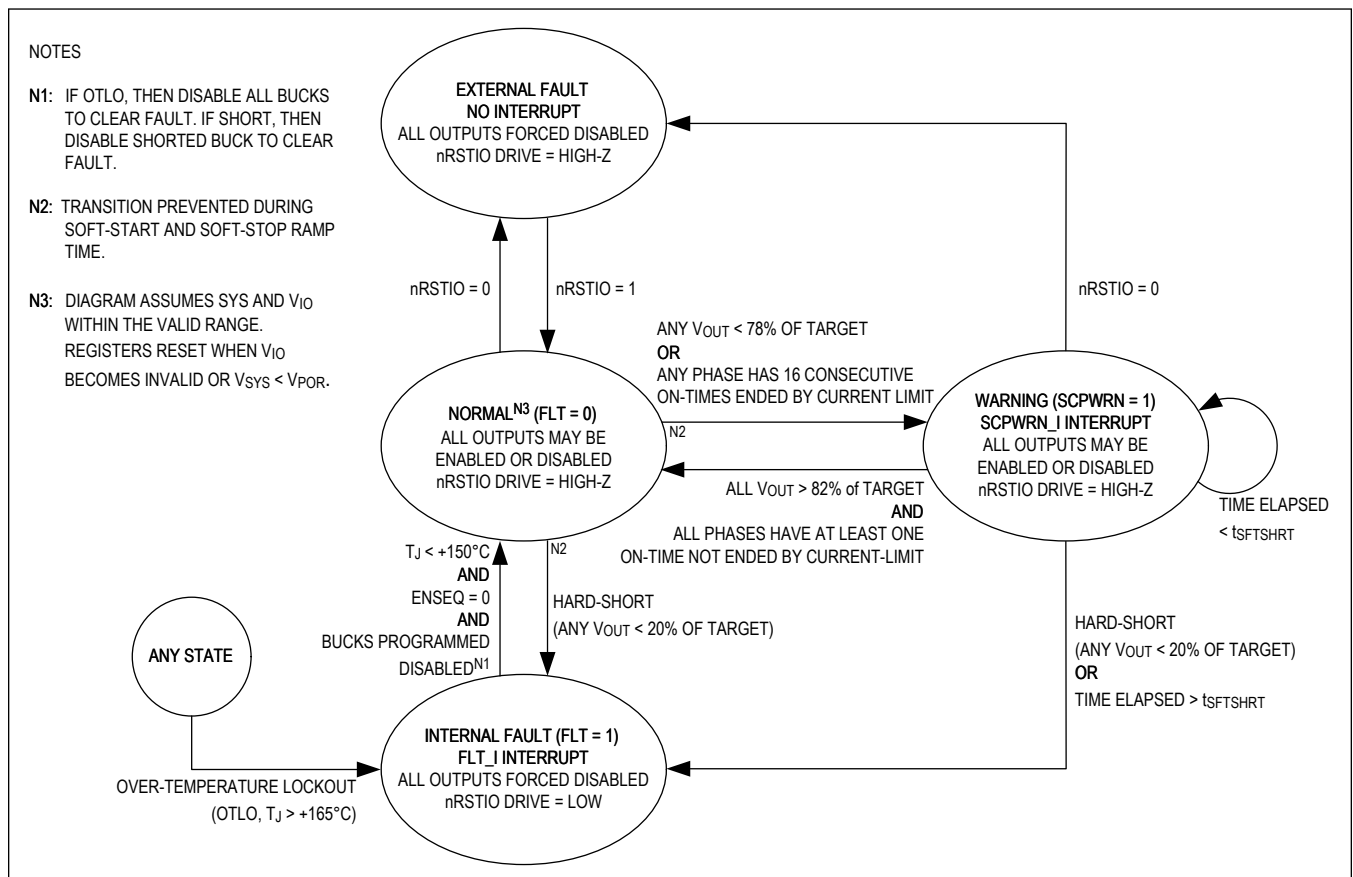 NOTES
N1: IF OTLO, THEN DISABLE ALL BUCKS
TO CLEAR FAULT. IF SHORT, THEN
DISABLE SHORTED BUCK TO CLEAR
FAULT.
N2: TRANSITION PREVENTED DURING
SOFT-START AND SOFT-STOP RAMP
TIME.
N3: DIAGRAM ASSUMES SYS AND VIO
WITHIN THE VALID RANGE.
REGISTERS RESET WHEN VIO
BECOMES INVALID OR VSYS < VPOR.
EXTERNAL FAULT
NO INTERRUPT
ALL OUTPUTS FORCED DISABLED
nRSTIO DRIVE = HIGH-Z
nRSTIO = 0
nRSTIO = 1
nRSTIO = 0
ANY VOUT < 78% OF TARGET
OR
ANY PHASE HAS 16 CONSECUTIVE
ON-TIMES ENDED BY CURRENT LIMIT
N2
NORMALN3 (FLT = 0)
ALL OUTPUTS MAY BE
ENABLED OR DISABLED
nRSTIO DRIVE = HIGH-Z
WARNING (SCPWRN = 1)
SCPWRN_I INTERRUPT
ALL OUTPUTS MAY BE
ENABLED OR DISABLED
nRSTIO DRIVE = HIGH-Z
TIME ELAPSED
< tSFTSHRT
ALL VOUT > 82% of TARGET
AND
ALL PHASES HAVE AT LEAST ONE
ON-TIME NOT ENDED BY CURRENT-LIMIT
TJ < +150°C
AND
ENSEQ = 0
AND
BUCKS PROGRAMMED
DISABLEDN1
N2
HARD-SHORT
(ANY VOUT < 20% OF TARGET)
HARD-SHORT
(ANY VOUT < 20% OF TARGET)
OR
TIME ELAPSED > tSFTSHRT
ANY STATE
OVER-TEMPERATURE LOCKOUT
(OTLO, TJ > +165°C)
INTERNAL FAULT (FLT = 1)
FLT_I INTERRUPT
ALL OUTPUTS FORCED DISABLED
nRSTIO DRIVE = LOW